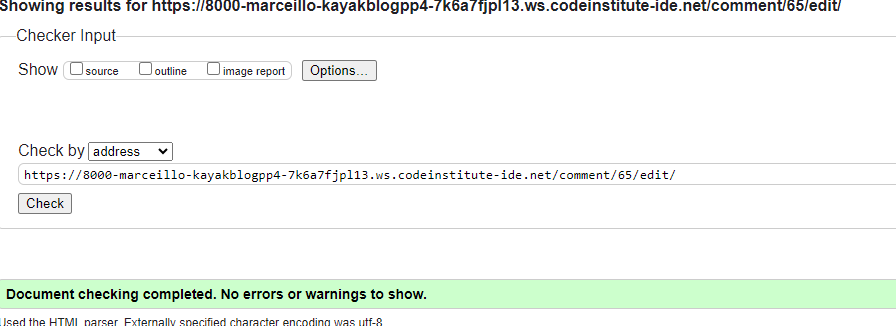 Showing results for https://8000-marceillo-kayakblogpp4-7k6a7fjpl13.ws.codeinstitute-ide.net/comment/65/edit/
Checker Input
Show source outline image report Options...
Check by address
https://8000-marceillo-kayakblogpp4-7k6a7fjpl13.ws.codeinstitute-ide.net/comment/65/edit/
Check
Document checking completed. No errors or warnings to show.
Used the HTML parser. Externally specified character encoding was utf-8